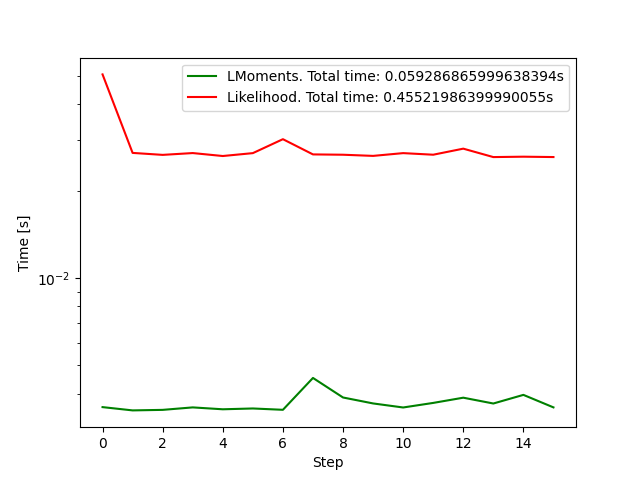 LMoments. Total time: 0.059286865999638394s
Likelihood. Total time: 0.45521986399990055s
Time [s]
10⁻²
0 2 4 6 8 10 12 14
Step